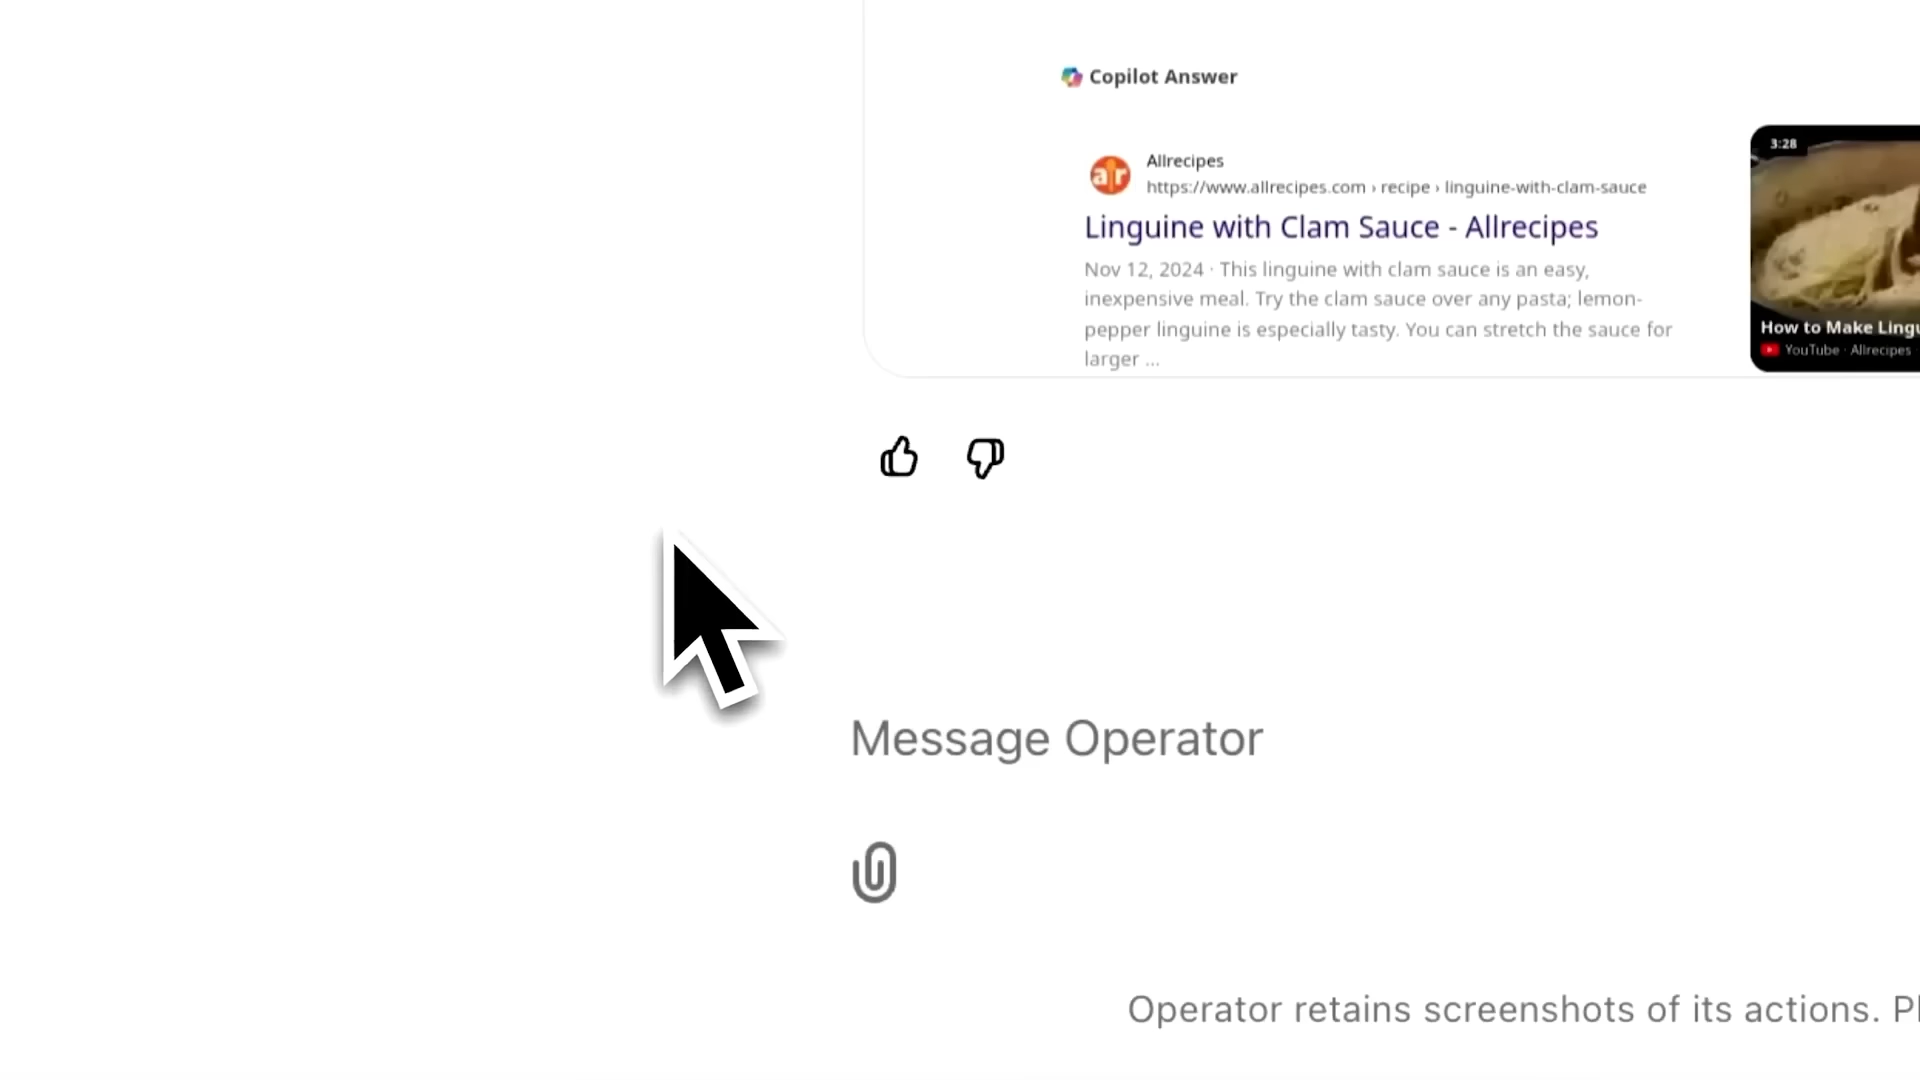 Copilot Answer
Allrecipes
https://www.allrecipes.com › recipe › linguine-with-clam-sauce
Linguine with Clam Sauce - Allrecipes
Nov 12, 2024 · This linguine with clam sauce is an easy,
inexpensive meal. Try the clam sauce over any pasta; lemon-
pepper linguine is especially tasty. You can stretch the sauce for
larger ...
3:28
How to Make Lingu
YouTube · Allrecipes
Message Operator
Operator retains screenshots of its actions. Pl